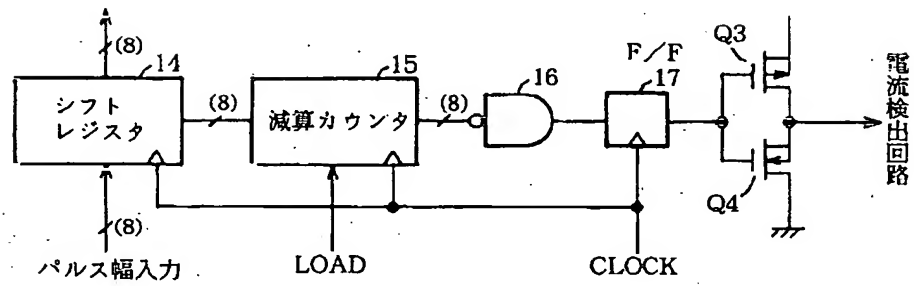 (8)
14
シフト
レジスタ
(8)
15
減算カウンタ
(8)
16
F/F
17
Q3
Q4
電流検出回路
(8)
パルス幅入力
LOAD
CLOCK